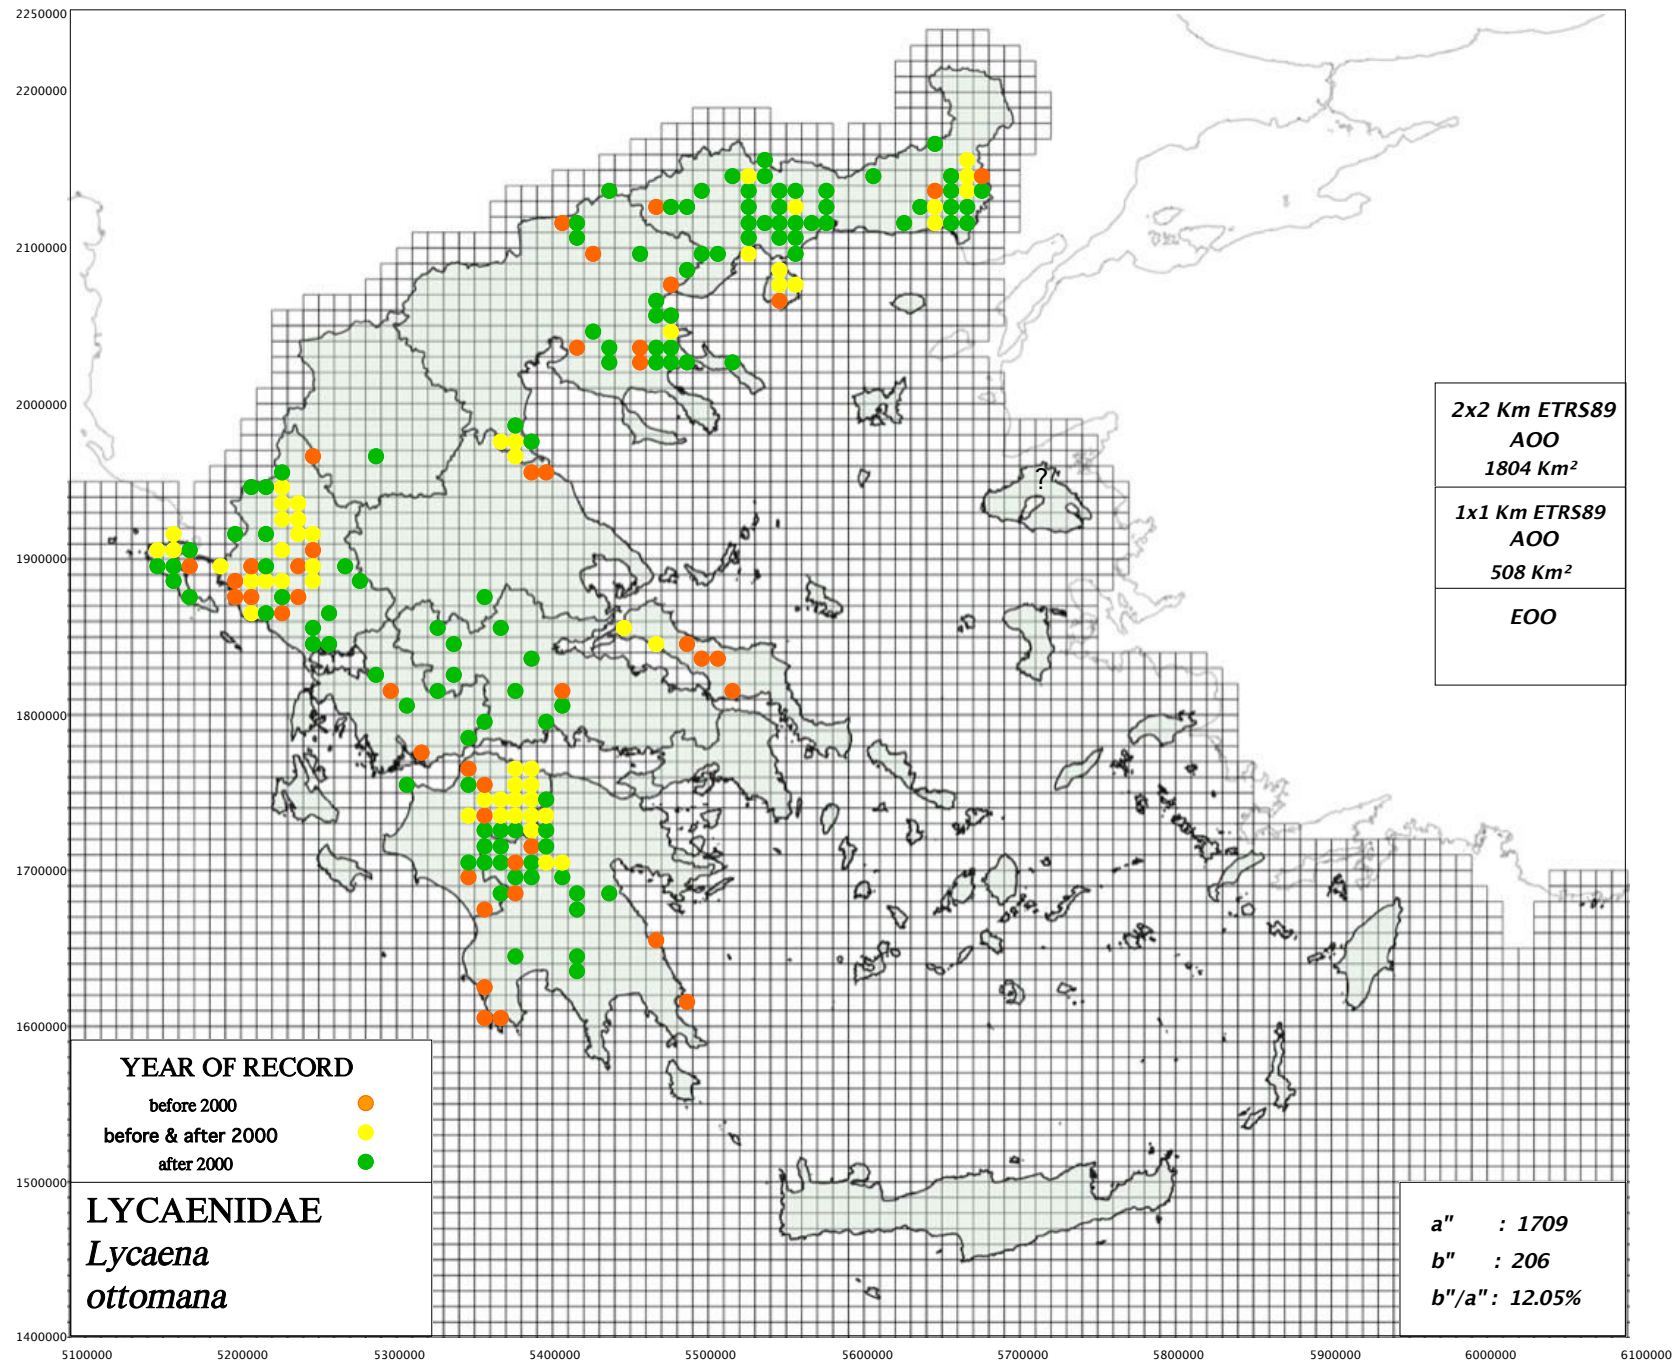 2250000
2200000
2100000
2000000
1900000
1800000
1700000
1600000
1500000
1400000
5100000
5200000
5300000
5400000
5500000
5600000
5700000
5800000
5900000
6000000
6100000
?
2x2 Km ETRS89
AOO
1804 Km²
1x1 Km ETRS89
AOO
508 Km²
EOO
YEAR OF RECORD
before 2000
before & after 2000
after 2000
LYCAENIDAE
Lycaena
ottomana
a" : 1709
b" : 206
b"/a" : 12.05%